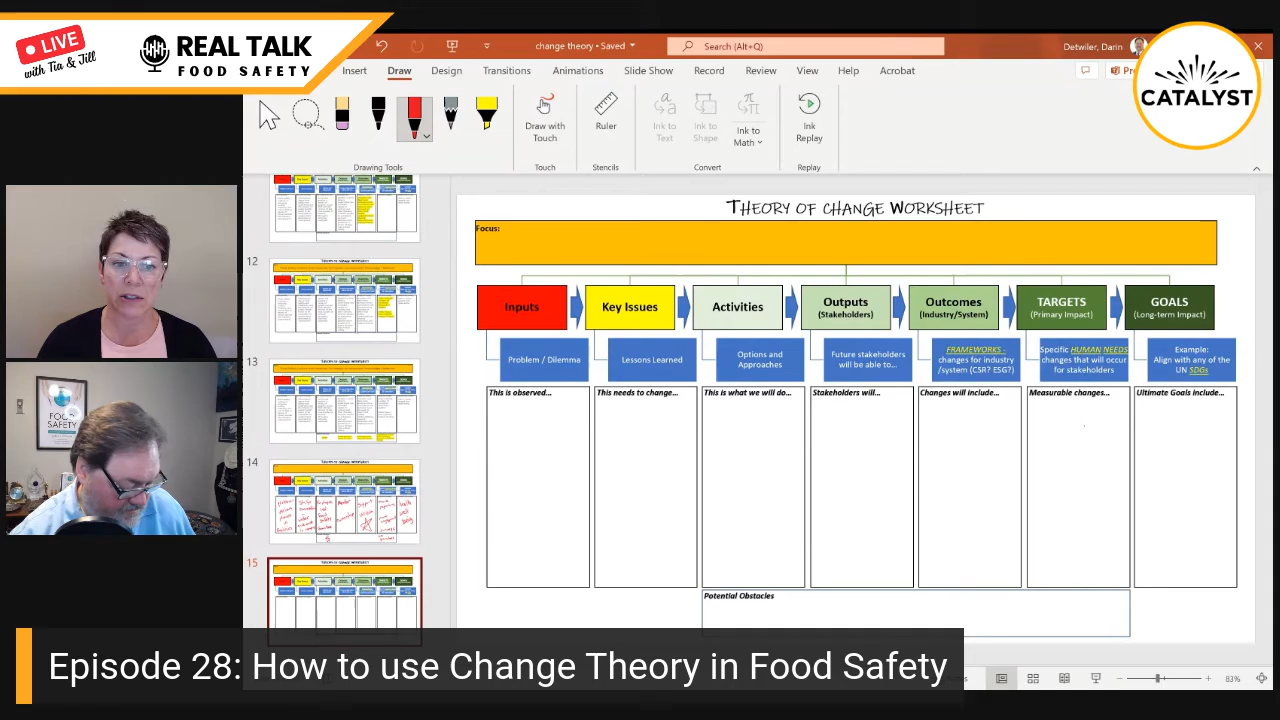 LIVE
with Tia & Jill
REAL TALK
FOOD SAFETY
CATALYST
change theory • Saved
Search (Alt+Q)
Detwiler, Darin
Insert
Draw
Design
Transitions
Animations
Slide Show
Record
Review
View
Help
Acrobat
Draw with
Touch
Ruler
Ink to
Text
Ink to
Shape
Ink to
Math
Ink
Replay
Drawing Tools
Touch
Stencils
Convert
Replay
12
13
14
15
THEORY OF CHANGE WORKSHEET
Focus:
Inputs
Key Issues
Activities
Outputs
(Stakeholders)
Outcomes
(Industry/System)
TARGETS
(Primary Impact)
GOALS
(Long-term Impact)
Problem / Dilemma
Lessons Learned
Options and
Approaches
Future stakeholders
will be able to...
FRAMEWORKS -
changes for industry
/system (CSR? ESG?)
Specific HUMAN NEEDS
changes that will occur
for stakeholders
Example:
Align with any of the
UN SDGs
This is observed...
This needs to change...
This is what we will do...
Stakeholders will...
Changes will include...
Measurable changes...
Ultimate Goals include...
Potential Obstacles
FOOD
SAFETY
83%
Episode 28: How to use Change Theory in Food Safety